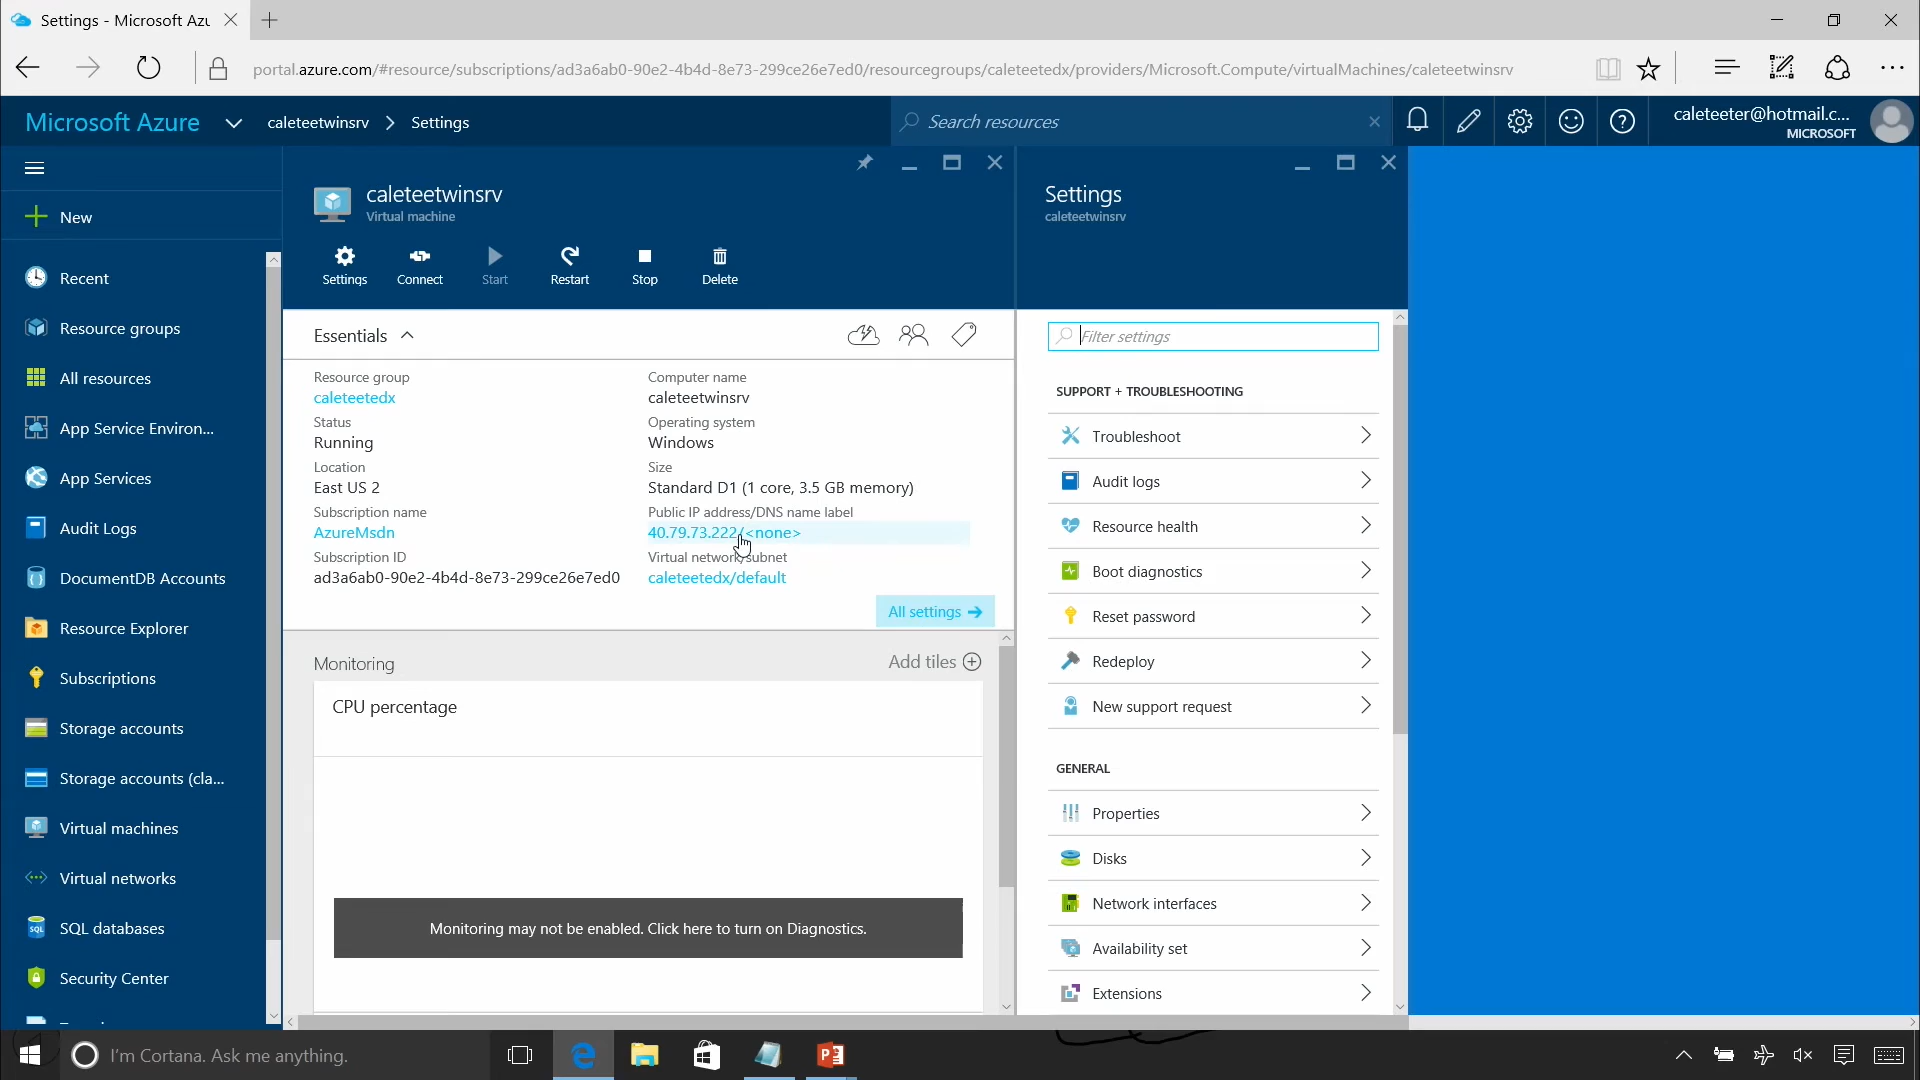 Settings - Microsoft Azu
portal.azure.com/#resource/subscriptions/ad3a6ab0-90e2-4b4d-8e73-299ce26e7ed0/resourcegroups/caleteetedx/providers/Microsoft.Compute/virtualMachines/caleteetwinsrv
Microsoft Azure
caleteetwinsrv > Settings
Search resources
caleteeter@hotmail.c...
MICROSOFT
New
Recent
Resource groups
All resources
App Service Environ...
App Services
Audit Logs
DocumentDB Accounts
Resource Explorer
Subscriptions
Storage accounts
Storage accounts (cla...
Virtual machines
Virtual networks
SQL databases
Security Center
caleteetwinsrv
Virtual machine
Settings
Connect
Start
Restart
Stop
Delete
Essentials
Resource group
caleteetedx
Status
Running
Location
East US 2
Subscription name
AzureMsdn
Subscription ID
ad3a6ab0-90e2-4b4d-8e73-299ce26e7ed0
Computer name
caleteetwinsrv
Operating system
Windows
Size
Standard D1 (1 core, 3.5 GB memory)
Public IP address/DNS name label
40.79.73.222/<none>
Virtual network/subnet
caleteetedx/default
All settings
Monitoring
Add tiles
CPU percentage
Monitoring may not be enabled. Click here to turn on Diagnostics.
Settings
caleteetwinsrv
Filter settings
SUPPORT + TROUBLESHOOTING
Troubleshoot
Audit logs
Resource health
Boot diagnostics
Reset password
Redeploy
New support request
GENERAL
Properties
Disks
Network interfaces
Availability set
Extensions
I'm Cortana. Ask me anything.